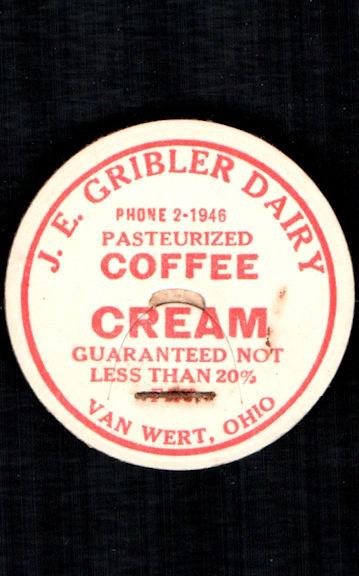 J. E. GRIBLER DAIRY
PHONE 2-1946
PASTEURIZED
COFFEE
CREAM
GUARANTEED NOT
LESS THAN 20%
VAN WERT, OHIO